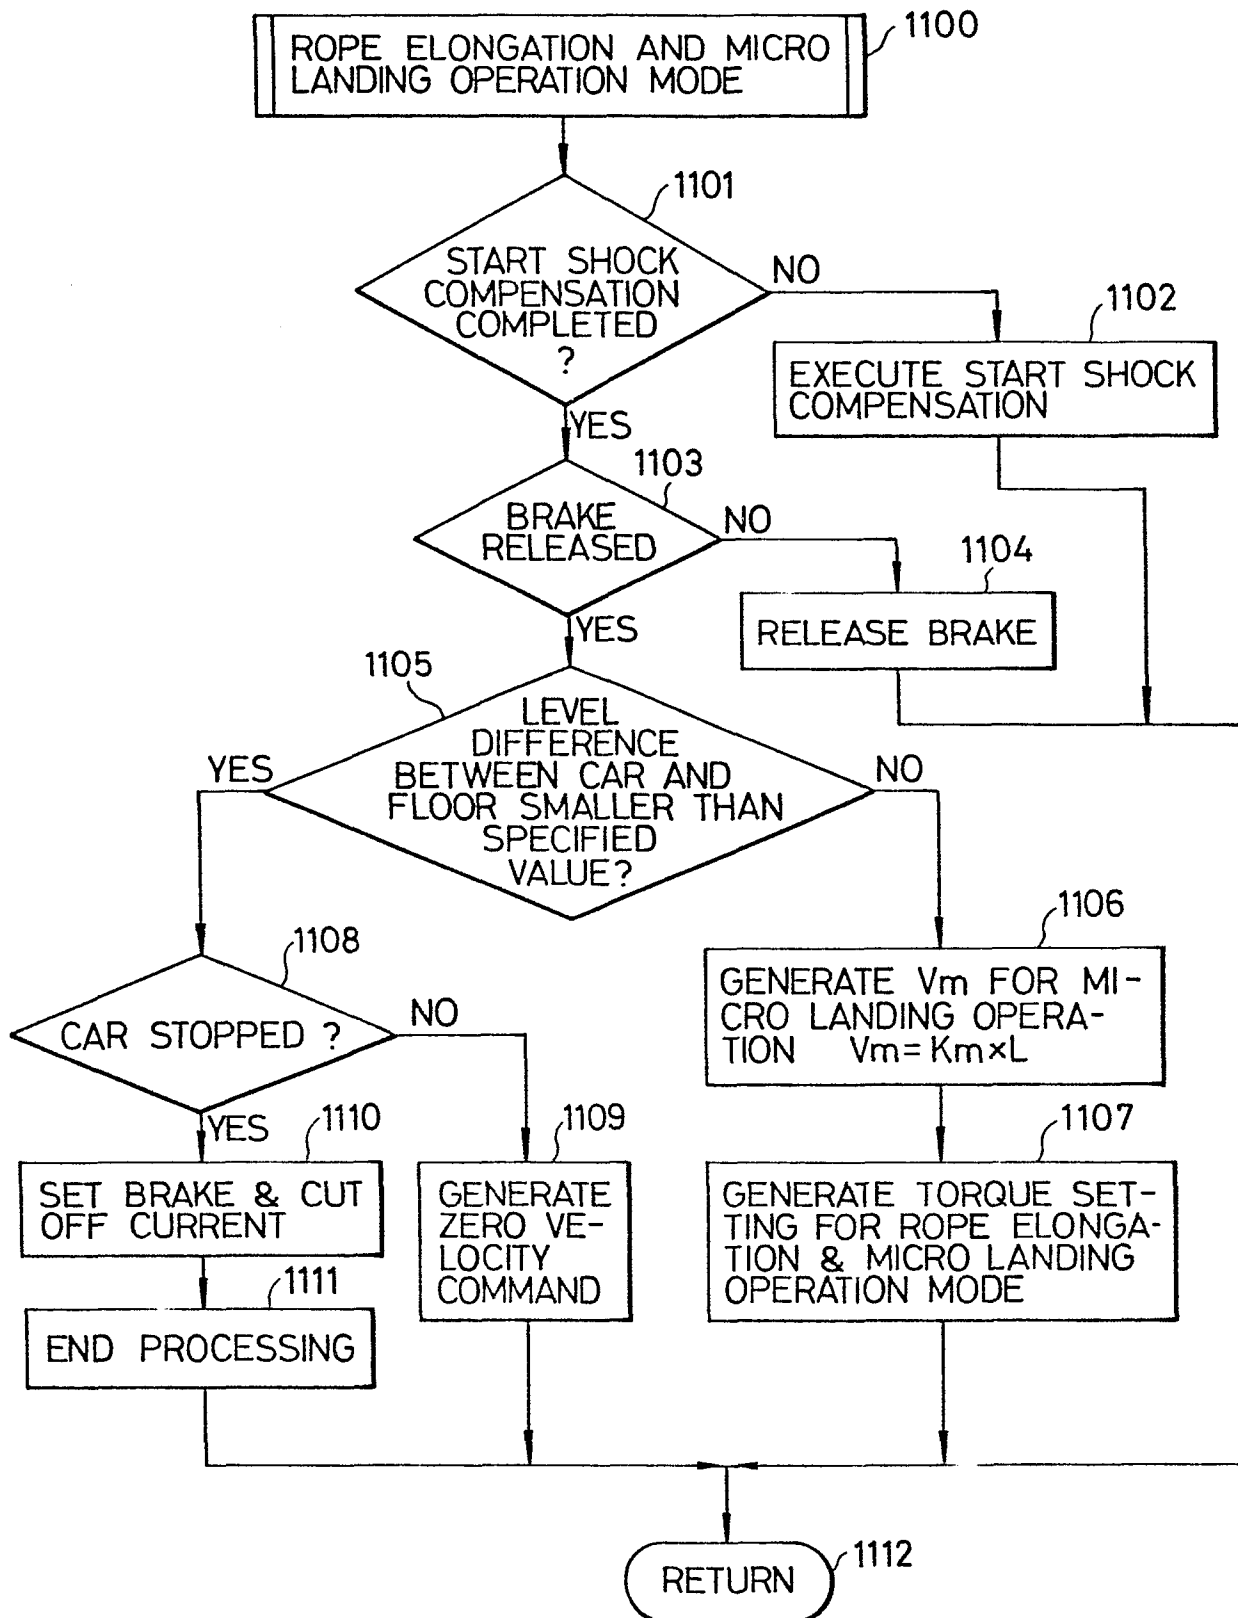 1100
ROPE ELONGATION AND MICRO
LANDING OPERATION MODE
1101
START SHOCK
COMPENSATION
COMPLETED
?
NO
YES
1102
EXECUTE START SHOCK
COMPENSATION
1103
BRAKE
RELEASED
NO
YES
1104
RELEASE BRAKE
1105
LEVEL
DIFFERENCE
BETWEEN CAR AND
FLOOR SMALLER THAN
SPECIFIED
VALUE?
YES
NO
1106
GENERATE Vm FOR MI-
CRO LANDING OPERA-
TION Vm=Km×L
1108
CAR STOPPED ?
NO
YES
1110
SET BRAKE & CUT
OFF CURRENT
1109
GENERATE
ZERO VE-
LOCITY
COMMAND
1107
GENERATE TORQUE SET-
TING FOR ROPE ELONGA-
TION & MICRO LANDING
OPERATION MODE
1111
END PROCESSING
RETURN
1112